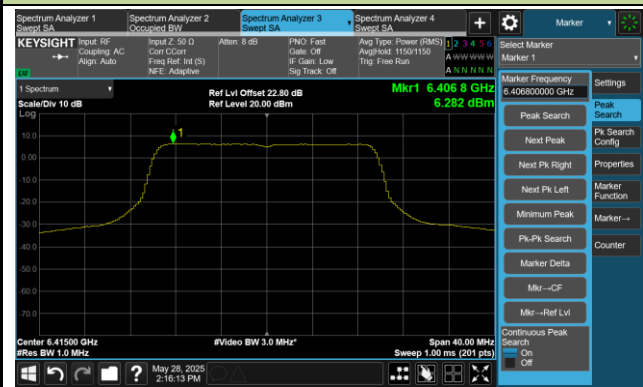 Spectrum Analyzer 1
Swept SA
Spectrum Analyzer 2
Occupied BW
Spectrum Analyzer 3
Swept SA
Spectrum Analyzer 4
Swept SA
+
Marker
KEYSIGHT
Input: RF
Coupling: AC
Align: Auto
Input Z: 50 Ω
Corr CCorr
Freq Ref: Int (S)
NFE: Adaptive
Atten: 8 dB
PNO: Fast
Gate: Off
IF Gain: Low
Sig Track: Off
Avg Type: Power (RMS)
Avg|Hold: 1150/1150
Trig: Free Run
1 2 3 4 5 6
A W W W W W
A N N N N N
Select Marker
Marker 1
1 Spectrum
Scale/Div 10 dB
Log
Ref Lvl Offset 22.80 dB
Ref Level 20.00 dBm
Mkr1 6.406 8 GHz
6.282 dBm
10.0
0.00
-10.0
-20.0
-30.0
-40.0
-50.0
-60.0
-70.0
1
Center 6.41500 GHz
#Res BW 1.0 MHz
#Video BW 3.0 MHz*
Span 40.00 MHz
Sweep 1.00 ms (201 pts)
Marker Frequency
6.406800000 GHz
Peak Search
Next Peak
Next Pk Right
Next Pk Left
Minimum Peak
Pk-Pk Search
Marker Delta
Mkr→CF
Mkr→Ref Lvl
Continuous Peak
Search
On
Off
Settings
Peak
Search
Pk Search
Config
Properties
Marker
Function
Marker→
Counter
?
May 28, 2025
2:16:13 PM